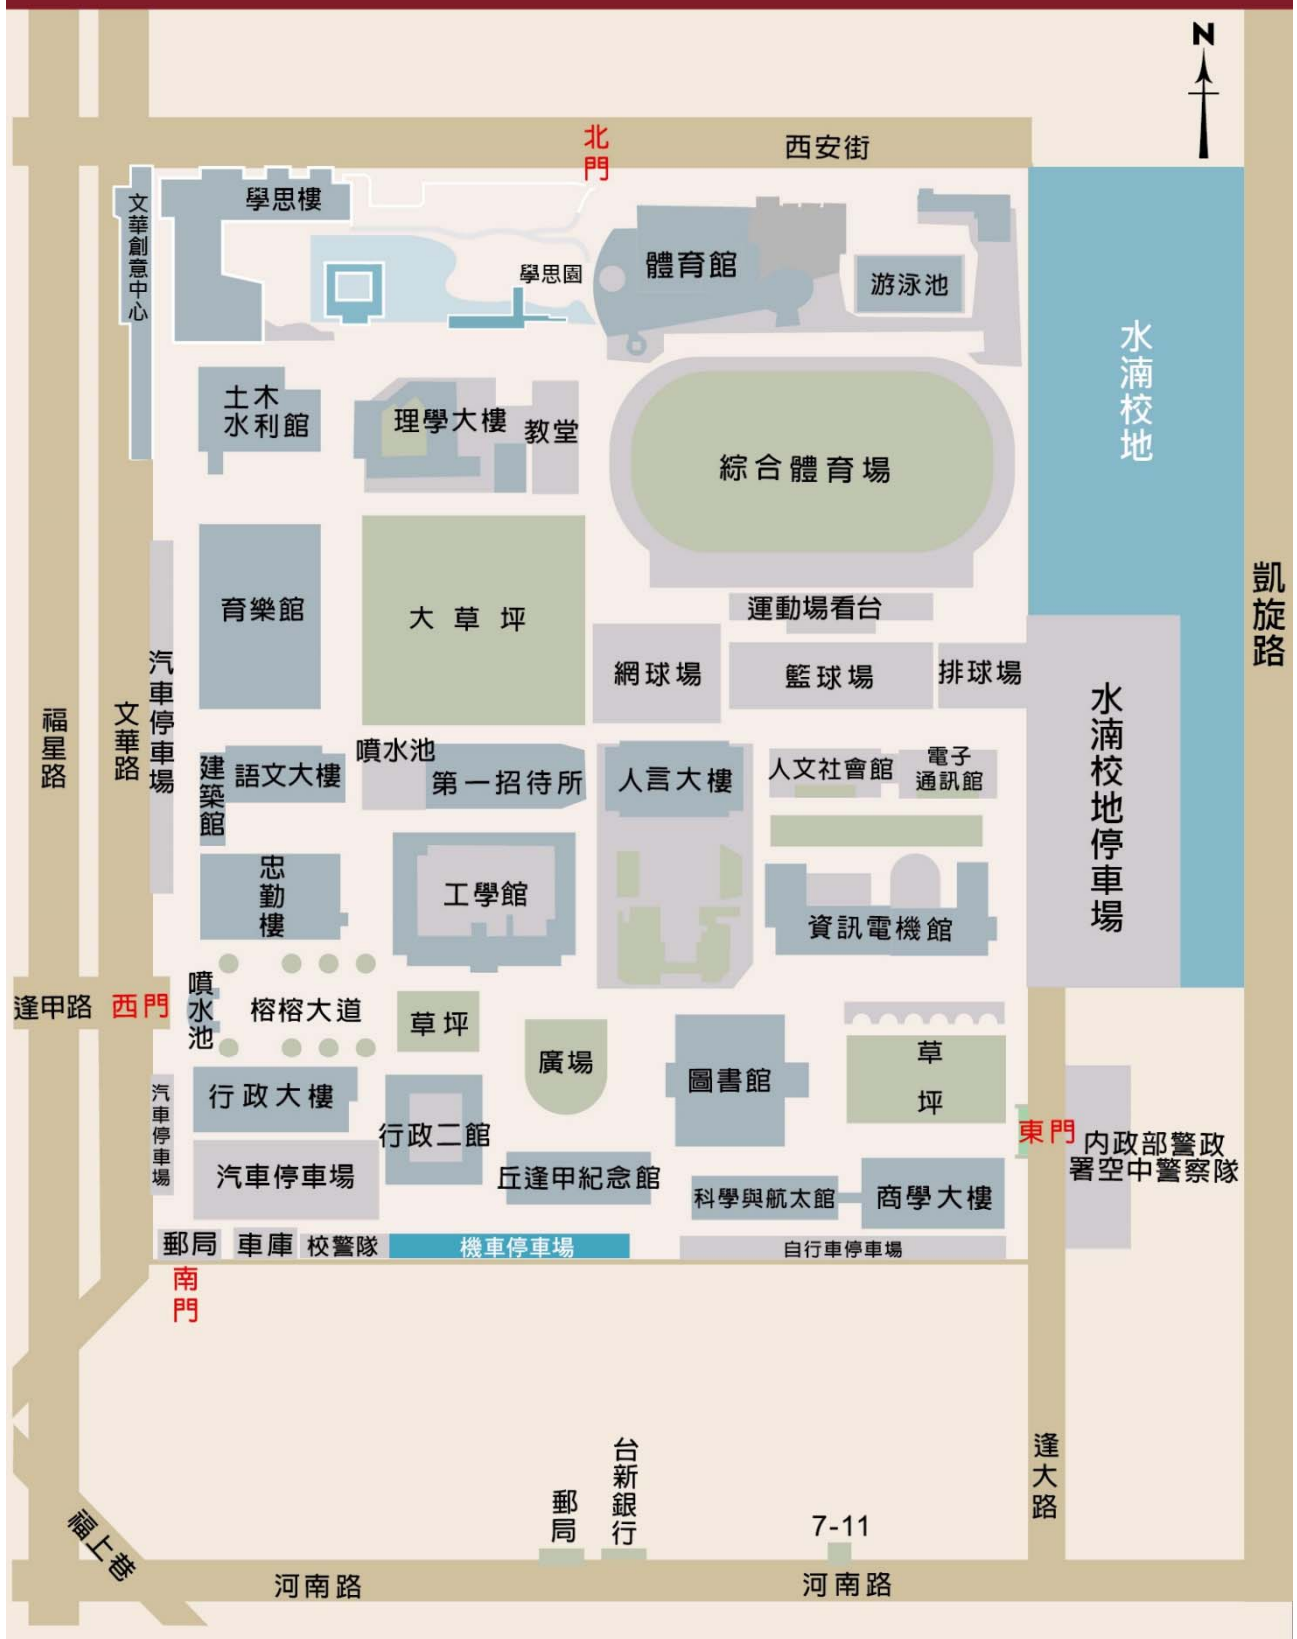 N
北
門
西安街
學思樓
文華創意中心
學思園
體育館
游泳池
水湳校地
土木
水利館
理學大樓
教堂
綜合體育場
凱旋路
育樂館
大草坪
運動場看台
網球場
籃球場
排球場
汽車停車場
福星路
文華路
水湳校地停車場
建築館
語文大樓
噴水池
第一招待所
人言大樓
人文社會館
電子
通訊館
忠勤樓
工學館
資訊電機館
逢甲路
西門
噴水池
榕榕大道
草坪
廣場
圖書館
草坪
汽車停車場
行政大樓
行政二館
東門
內政部警政
署空中警察隊
汽車停車場
丘逢甲紀念館
科學與航太館
商學大樓
郵局
車庫
校警隊
機車停車場
自行車停車場
南
門
逢大路
郵局
台新銀行
7-11
福上巷
河南路
河南路